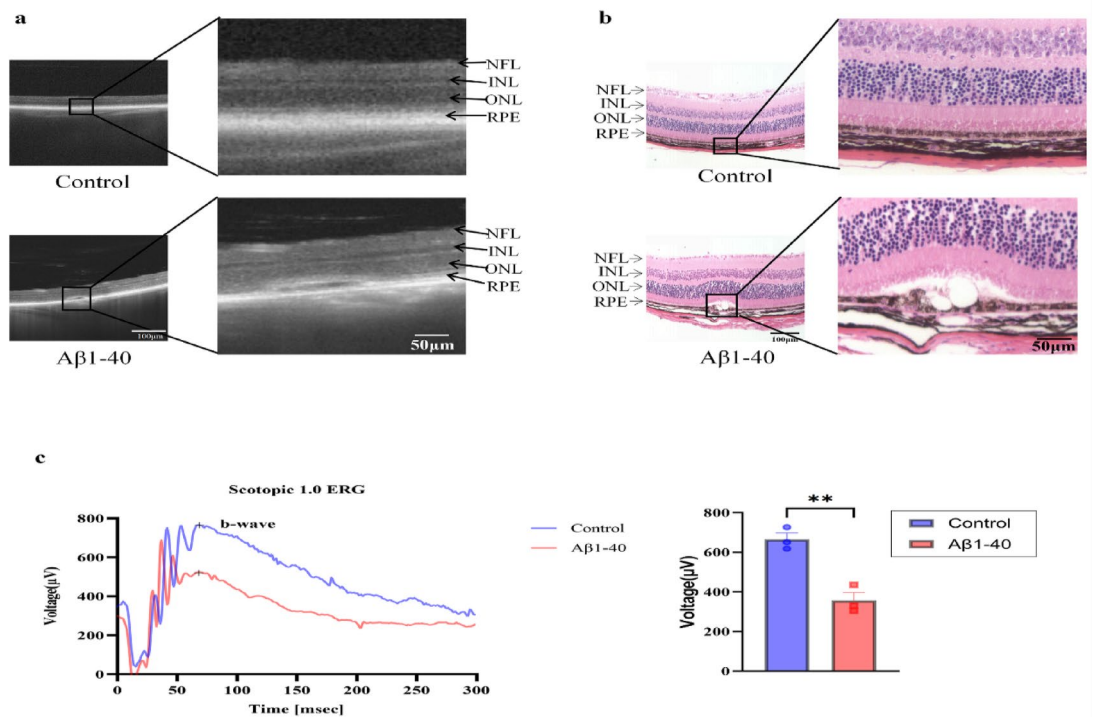 a
NFL
INL
ONL
RPE
Control
NFL
INL
ONL
RPE
100μm
50μm
Aβ1-40
b
NFL
INL
ONL
RPE
Control
NFL
INL
ONL
RPE
100μm
50μm
Aβ1-40
c
Scotopic 1.0 ERG
800
600
400
200
0
Voltage(μV)
b-wave
0 50 100 150 200 250 300
Time [msec]
Control
Aβ1-40
**
800
600
400
200
0
Voltage(μV)
Control
Aβ1-40